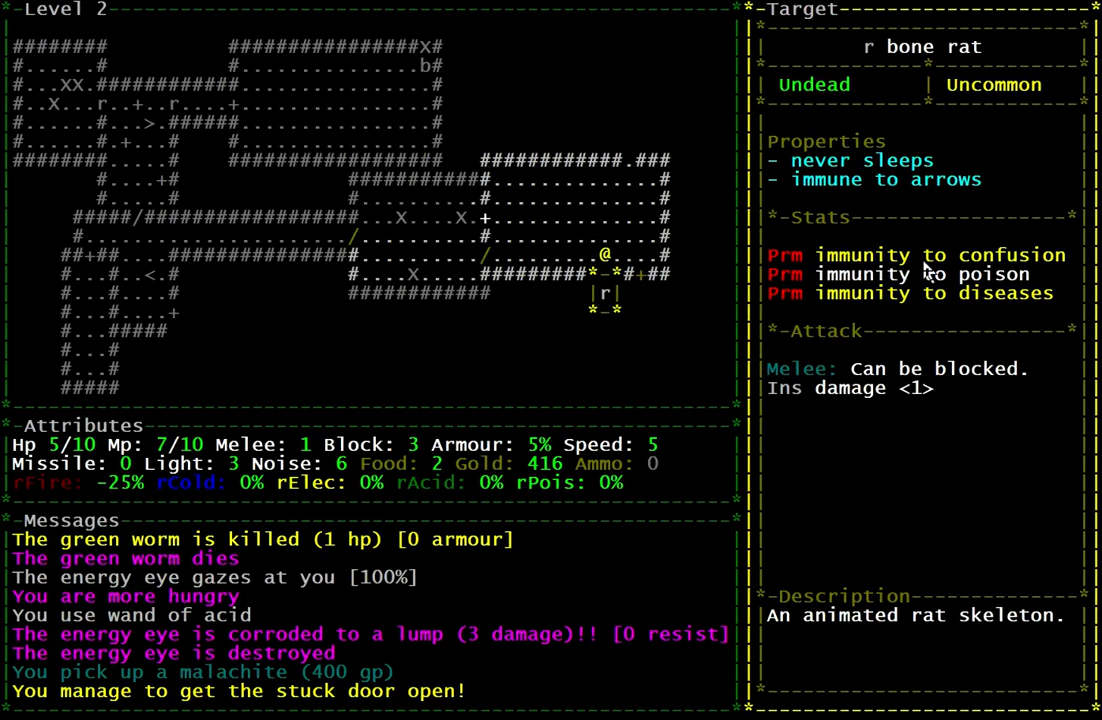 *-Level 2---------------------------------------------------*
########          ################x#
#......#          #...............b#
#...xx.############................#
#..x...r..+..r....+................#
#......#...>.######................#
#......#.+...#    #................#
########.....#    ##################   ############.###
#....+#              ###########..............#
#.....#              #..........#..............#
#####/##################...x....x.+..............#
#......................./..........#..............#
##+##....####################........../.........@....#
#...#..<.#              #....x.....#########*-*#+##
#...#....#              ############        |r|
#...#....+                                  *-*
#...#####
#...#
#...#
#####
*-Attributes------------------------------------------------*
Hp 5/10 Mp: 7/10 Melee: 1 Block: 3 Armour: 5% Speed: 5
Missile: 0 Light: 3 Noise: 6 Food: 2 Gold: 416 Ammo: 0
rFire: -25% rCold: 0% rElec: 0% rAcid: 0% rPois: 0%
*-Messages--------------------------------------------------*
The green worm is killed (1 hp) [0 armour]
The green worm dies
The energy eye gazes at you [100%]
You are more hungry
You use wand of acid
The energy eye is corroded to a lump (3 damage)!! [0 resist]
The energy eye is destroyed
You pick up a malachite (400 gp)
You manage to get the stuck door open!
*-Target--------------------*
r bone rat
Undead | Uncommon
Properties
- never sleeps
- immune to arrows
*-Stats------------------*
Prm immunity to confusion
Prm immunity to poison
Prm immunity to diseases
*-Attack-----------------*
Melee: Can be blocked.
Ins damage <1>
*-Description------------*
An animated rat skeleton.